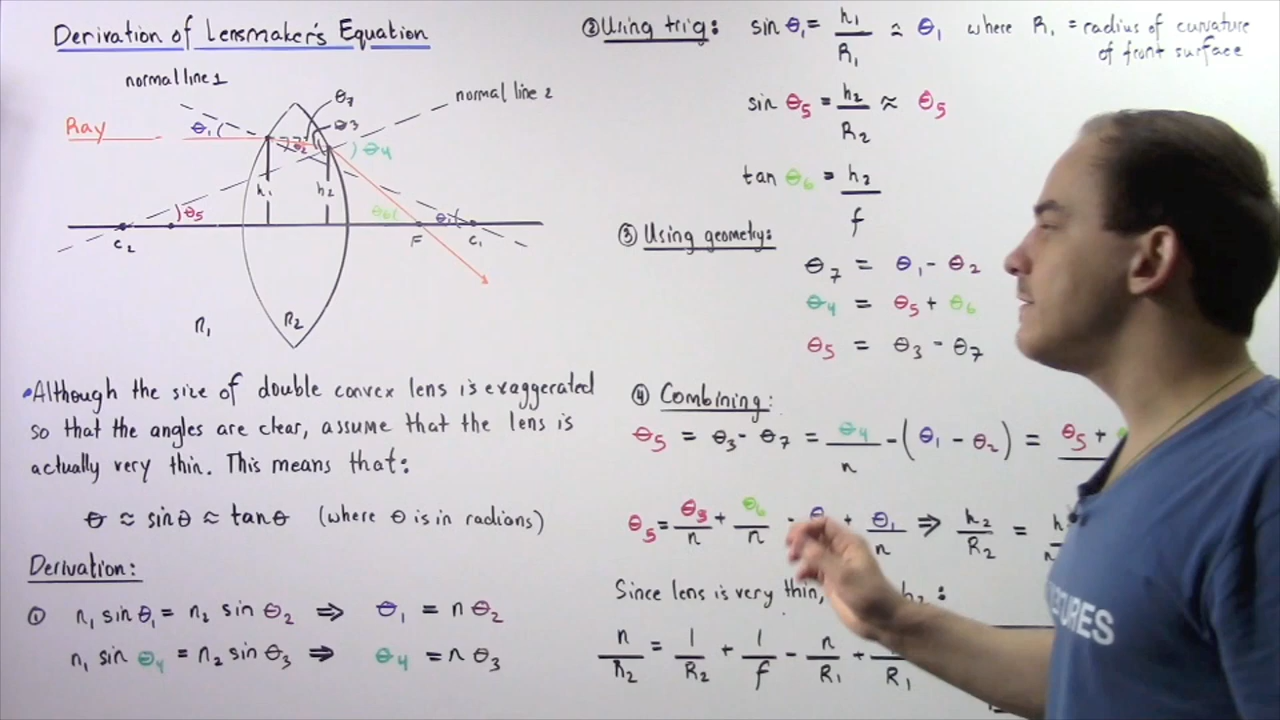 Derivation of Lensmaker's Equation
normal line 1
normal line 2
Ray
θ₁
θ₇
θ₃
θ₂
θ₄
h₁
h₂
θ₅
θ₆
θ₁
C₂
F
C₁
n₁
n₂
•Although the size of double convex lens is exaggerated
so that the angles are clear, assume that the lens is
actually very thin. This means that:
θ ≈ sinθ ≈ tanθ (where θ is in radians)
Derivation:
① n₁ sin θ₁ = n₂ sin θ₂ ⇒ θ₁ = n θ₂
n₁ sin θ₄ = n₂ sin θ₃ ⇒ θ₄ = n θ₃
② Using trig: sin θ₁ = h₁/R₁ ≈ θ₁ where R₁ = radius of curvature
of front surface
sin θ₅ = h₂/R₂ ≈ θ₅
tan θ₆ = h₂/f
③ Using geometry:
θ₇ = θ₁ - θ₂
θ₄ = θ₅ + θ₆
θ₅ = θ₃ - θ₇
④ Combining:
θ₅ = θ₃ - θ₇ = θ₄/n - (θ₁ - θ₂) = θ₅ +
θ₅ = θ₅/n + θ₆/n - θ + θ₁/n ⇒ h₂/R₂ = h
Since lens is very thin, h₂:
n/R₂ = 1/R₂ + 1/f - n/R₁ + /R₁